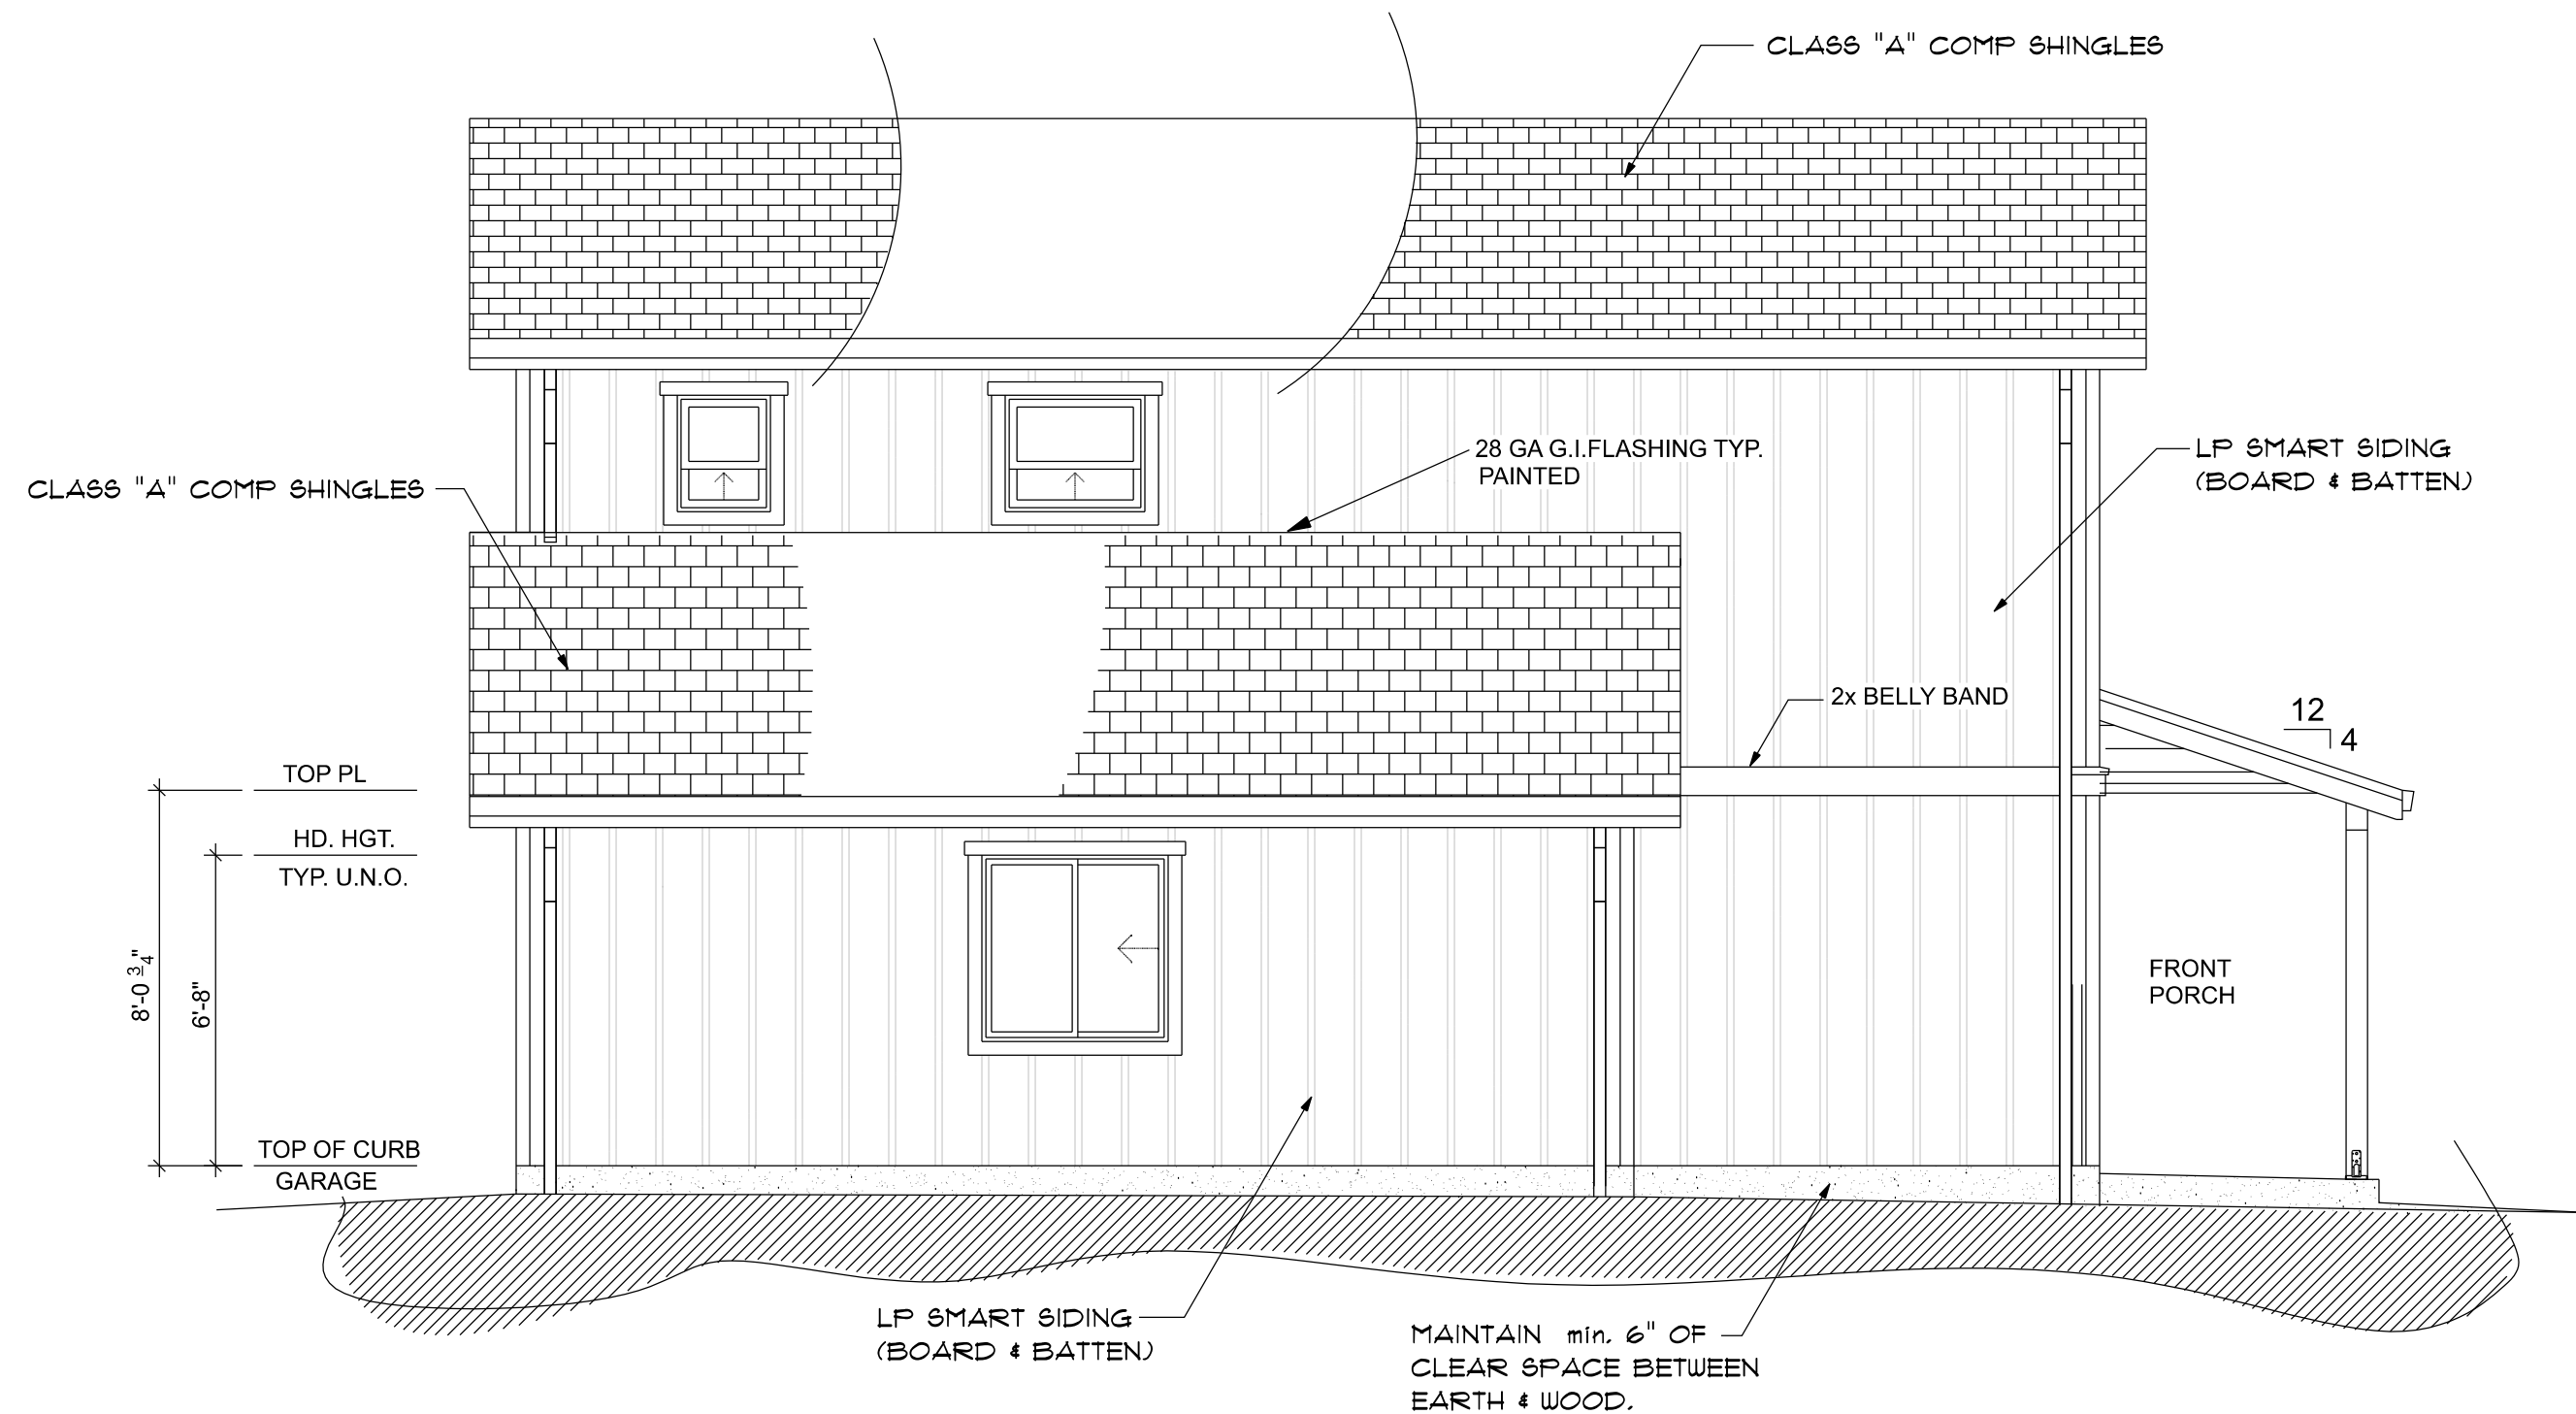 CLASS "A" COMP SHINGLES
28 GA G.I.FLASHING TYP.
PAINTED
LP SMART SIDING
(BOARD & BATTEN)
CLASS "A" COMP SHINGLES
2x BELLY BAND
12
4
TOP PL
HD. HGT.
TYP. U.N.O.
8'-0 3/4"
6'-8"
FRONT
PORCH
TOP OF CURB
GARAGE
LP SMART SIDING
(BOARD & BATTEN)
MAINTAIN min. 6" OF
CLEAR SPACE BETWEEN
EARTH & WOOD.